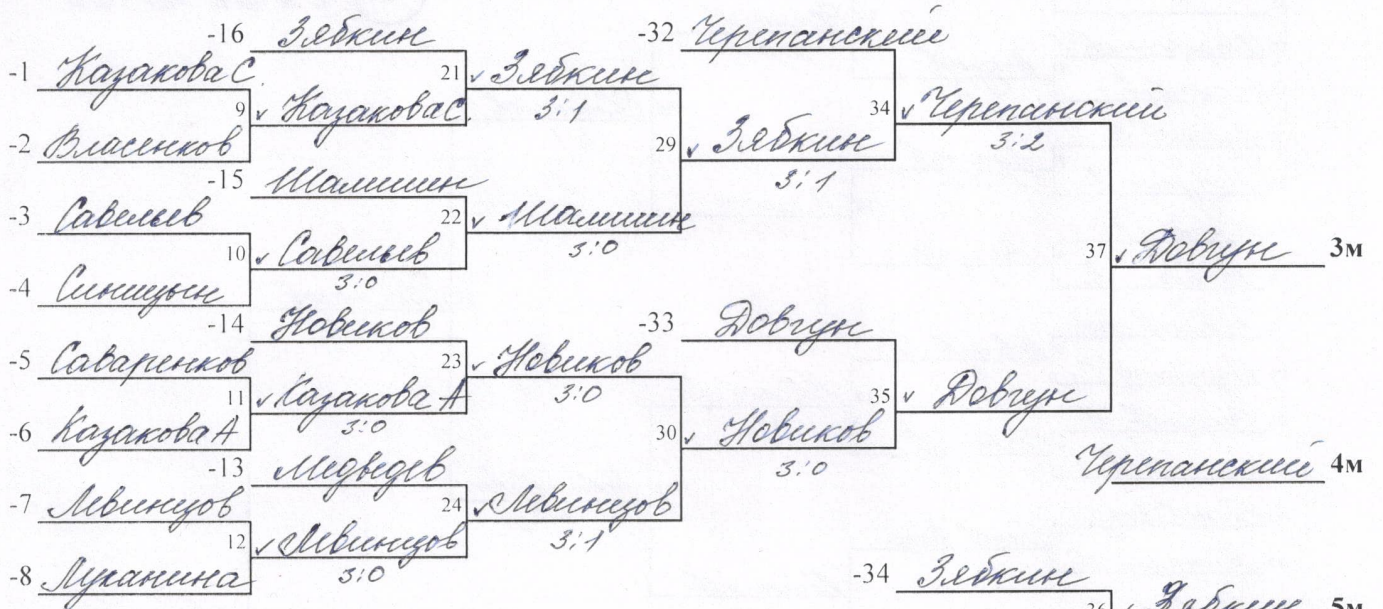 -16 Зябкин
-32 Черепанский
-1 Казакова С.
21 Зябкин
3:1
9 Казакова С.
34 Черепанский
3:2
-2 Власенков
29 Зябкин
3:1
-15 Шалишин
-3 Савельев
22 Шалишин
3:0
10 Савельев
3:0
37 Довгун 3м
-4 Синицын
-14 Новиков
-33 Довгун
-5 Саваренков
23 Новиков
3:0
11 Казакова А
3:0
35 Довгун
-6 Казакова А
30 Новиков
3:0
-13 Медведев
Черепанский 4м
-7 Левинцов
24 Левинцов
3:1
12 Левинцов
3:0
-8 Луканина
-34 Зябкин
36 Зябкин 5м